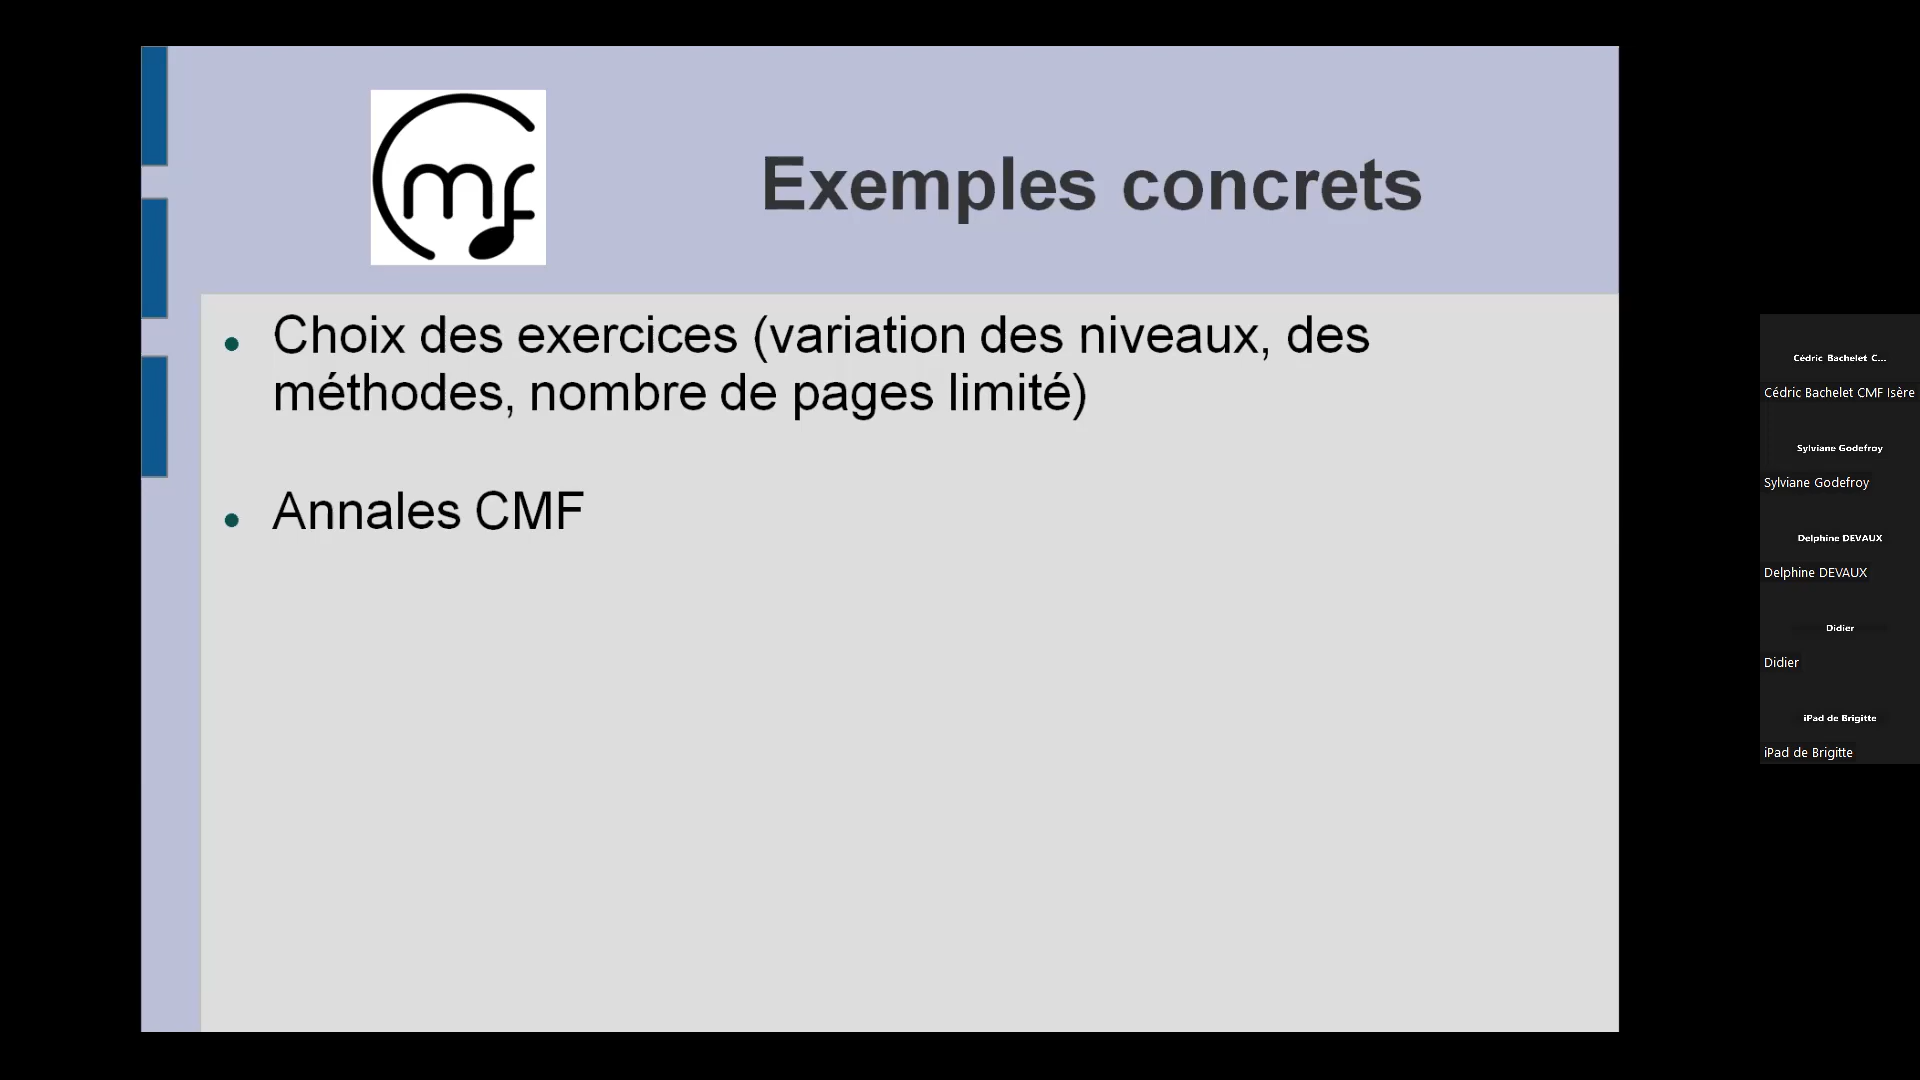 mf
Exemples concrets
Choix des exercices (variation des niveaux, des
méthodes, nombre de pages limité)
Annales CMF
Cédric Bachelet C...
Cédric Bachelet CMF Isère
Sylviane Godefroy
Sylviane Godefroy
Delphine DEVAUX
Delphine DEVAUX
Didier
Didier
iPad de Brigitte
iPad de Brigitte